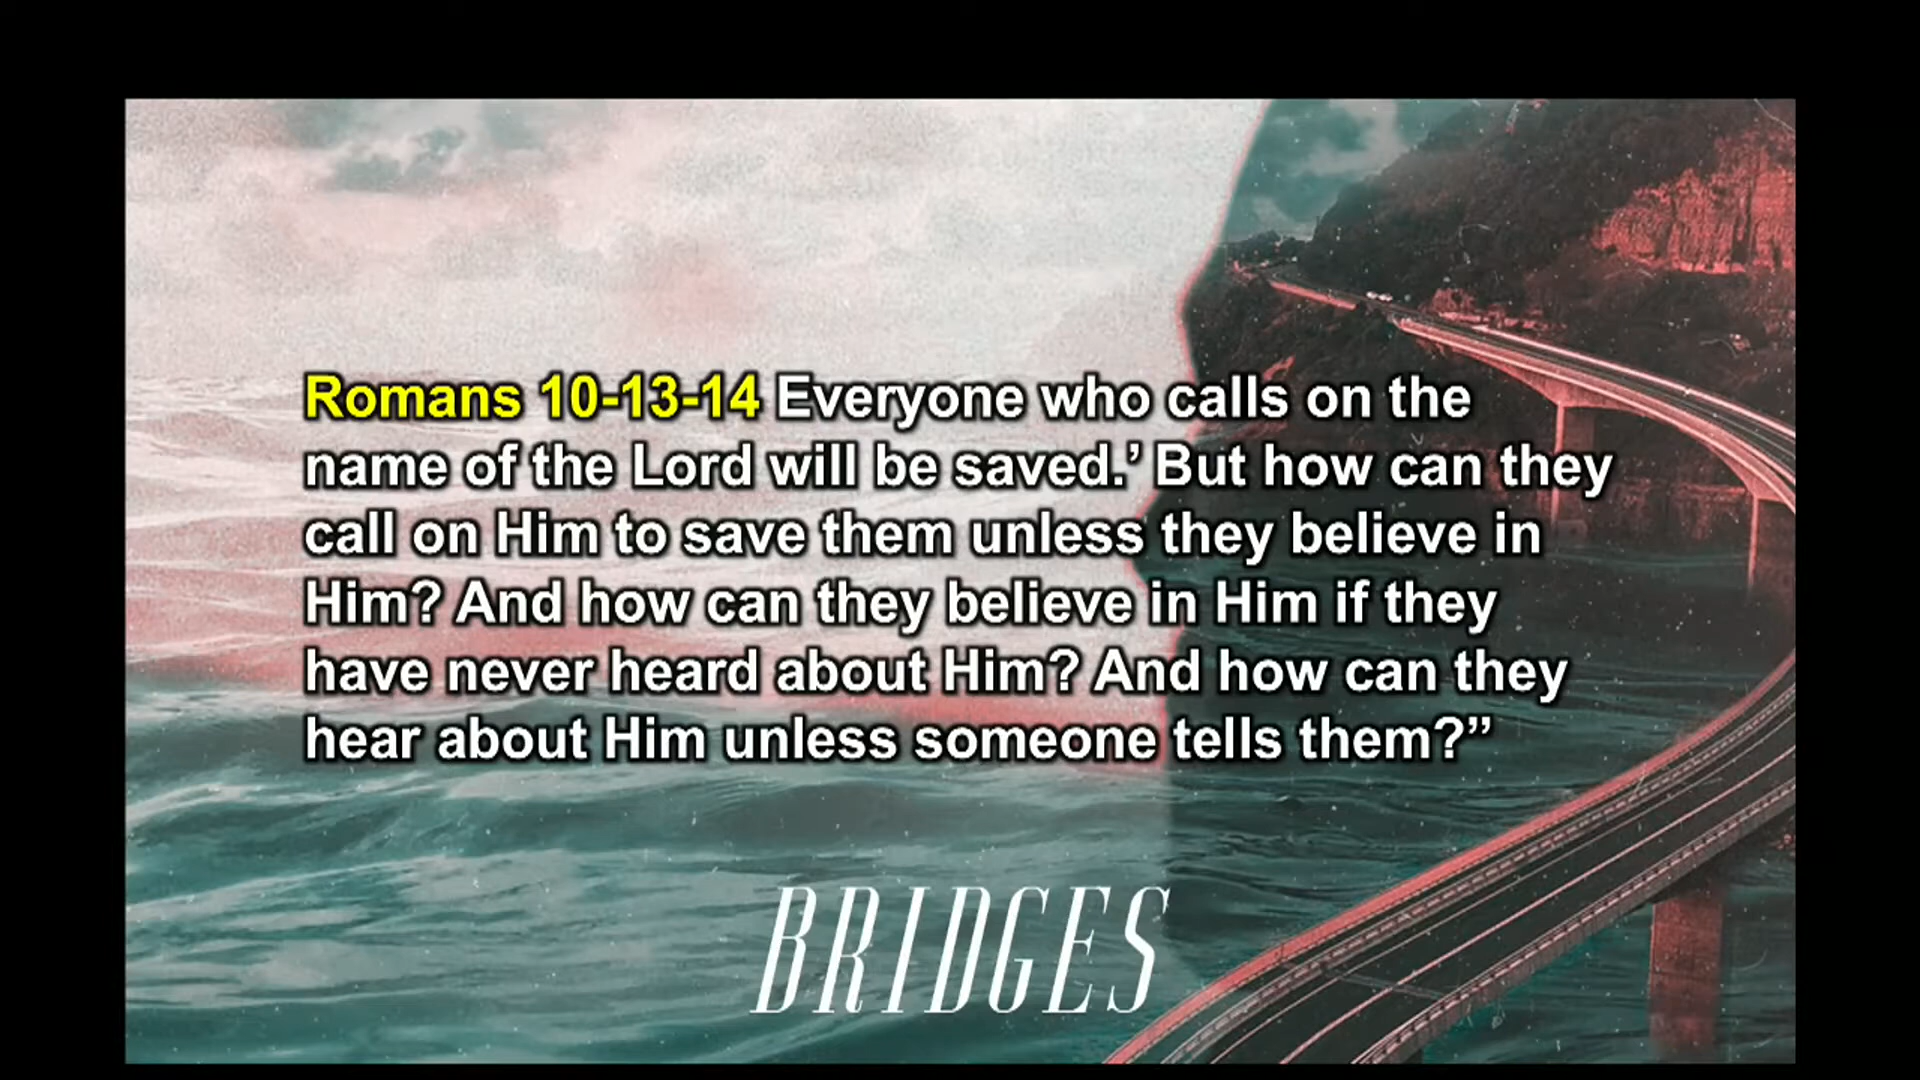 Romans 10-13-14 Everyone who calls on the
name of the Lord will be saved.’ But how can they
call on Him to save them unless they believe in
Him? And how can they believe in Him if they
have never heard about Him? And how can they
hear about Him unless someone tells them?”
BRIDGES